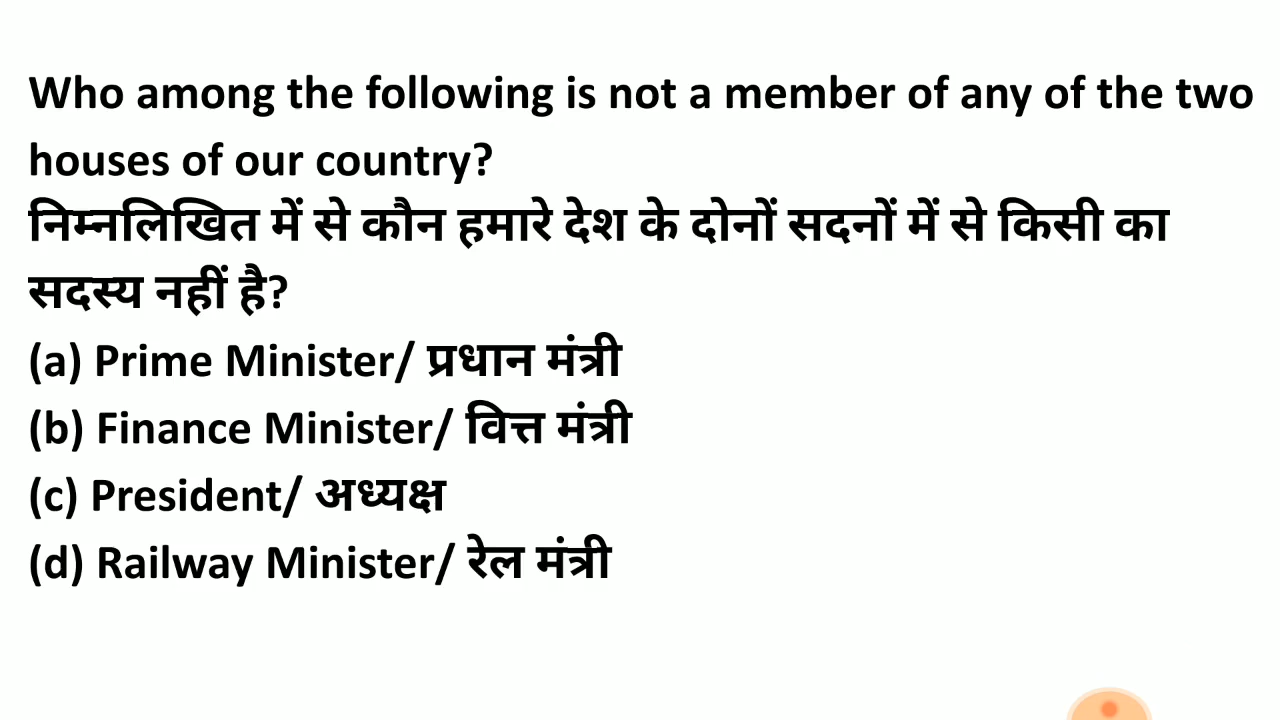 Who among the following is not a member of any of the two
houses of our country?
निम्नलिखित में से कौन हमारे देश के दोनों सदनों में से किसी का
सदस्य नहीं है?
(a) Prime Minister/ प्रधान मंत्री
(b) Finance Minister/ वित्त मंत्री
(c) President/ अध्यक्ष
(d) Railway Minister/ रेल मंत्री